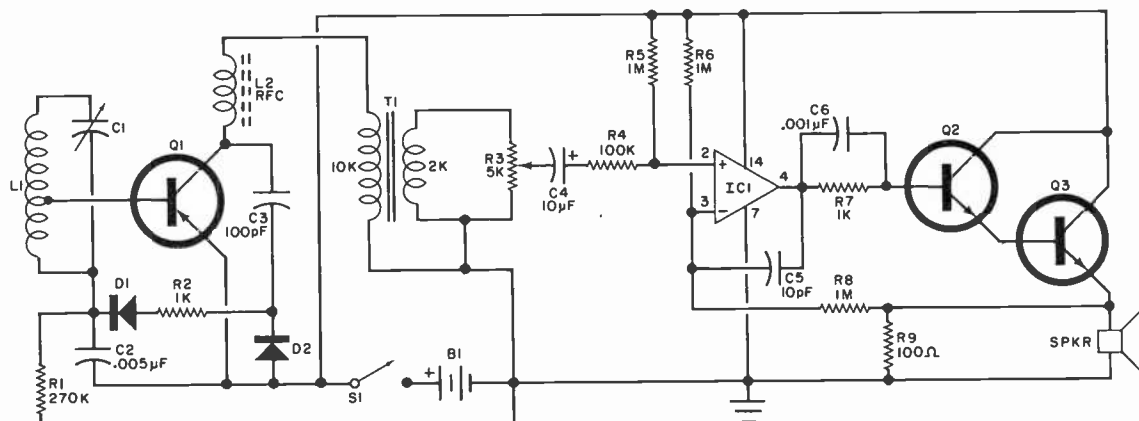 L1
C1
Q1
L2
RFC
C3
100pF
D1
R2
1K
C2
.005µF
D2
R1
270K
S1
+
B1
T1
10K
2K
R3
5K
+
C4
10µF
R4
100K
R5
1M
R6
1M
2
+
3
−
IC1
14
4
7
C5
10pF
C6
.001µF
R7
1K
R8
1M
R9
100Ω
Q2
Q3
SPKR